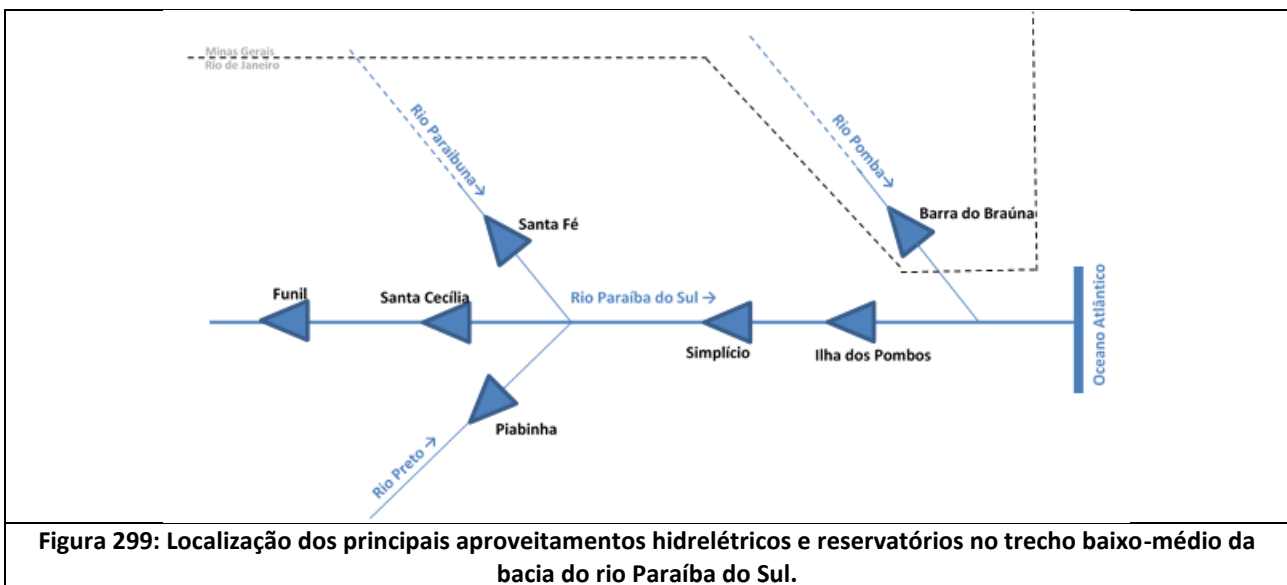 Minas Gerais
Rio de Janeiro
Rio Paraibuna→
Rio Pomba→
Santa Fé
Barra do Braúna
Funil
Santa Cecília
Rio Paraíba do Sul →
Simplício
Ilha dos Pombos
Oceano Atlântico
Piabinha
Rio Preto →
Figura 299: Localização dos principais aproveitamentos hidrelétricos e reservatórios no trecho baixo-médio da
bacia do rio Paraíba do Sul.